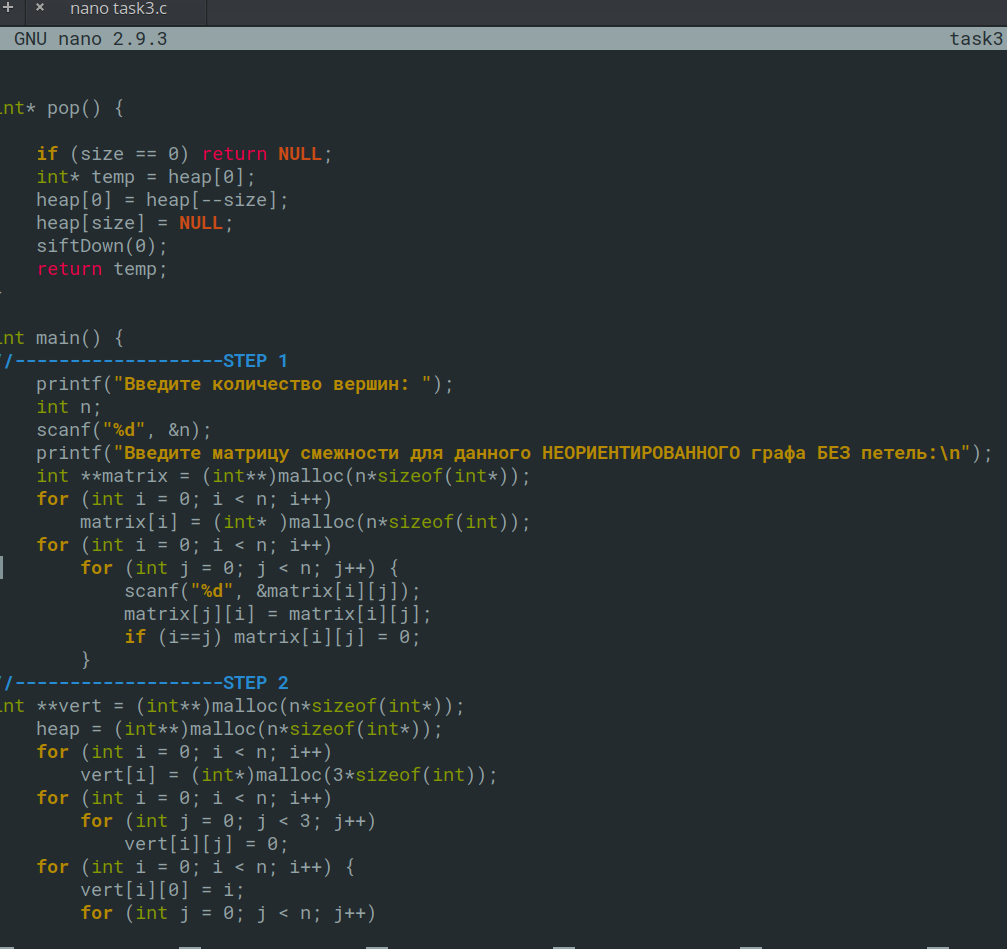 + × nano task3.c
GNU nano 2.9.3 task3
int* pop() {
if (size == 0) return NULL;
int* temp = heap[0];
heap[0] = heap[--size];
heap[size] = NULL;
siftDown(0);
return temp;
}
int main() {
//-------------------STEP 1
printf("Введите количество вершин: ");
int n;
scanf("%d", &n);
printf("Введите матрицу смежности для данного НЕОРИЕНТИРОВАННОГО графа БЕЗ петель:\n");
int **matrix = (int**)malloc(n*sizeof(int*));
for (int i = 0; i < n; i++)
matrix[i] = (int* )malloc(n*sizeof(int));
for (int i = 0; i < n; i++)
for (int j = 0; j < n; j++) {
scanf("%d", &matrix[i][j]);
matrix[j][i] = matrix[i][j];
if (i==j) matrix[i][j] = 0;
}
//-------------------STEP 2
int **vert = (int**)malloc(n*sizeof(int*));
heap = (int**)malloc(n*sizeof(int*));
for (int i = 0; i < n; i++)
vert[i] = (int*)malloc(3*sizeof(int));
for (int i = 0; i < n; i++)
for (int j = 0; j < 3; j++)
vert[i][j] = 0;
for (int i = 0; i < n; i++) {
vert[i][0] = i;
for (int j = 0; j < n; j++)